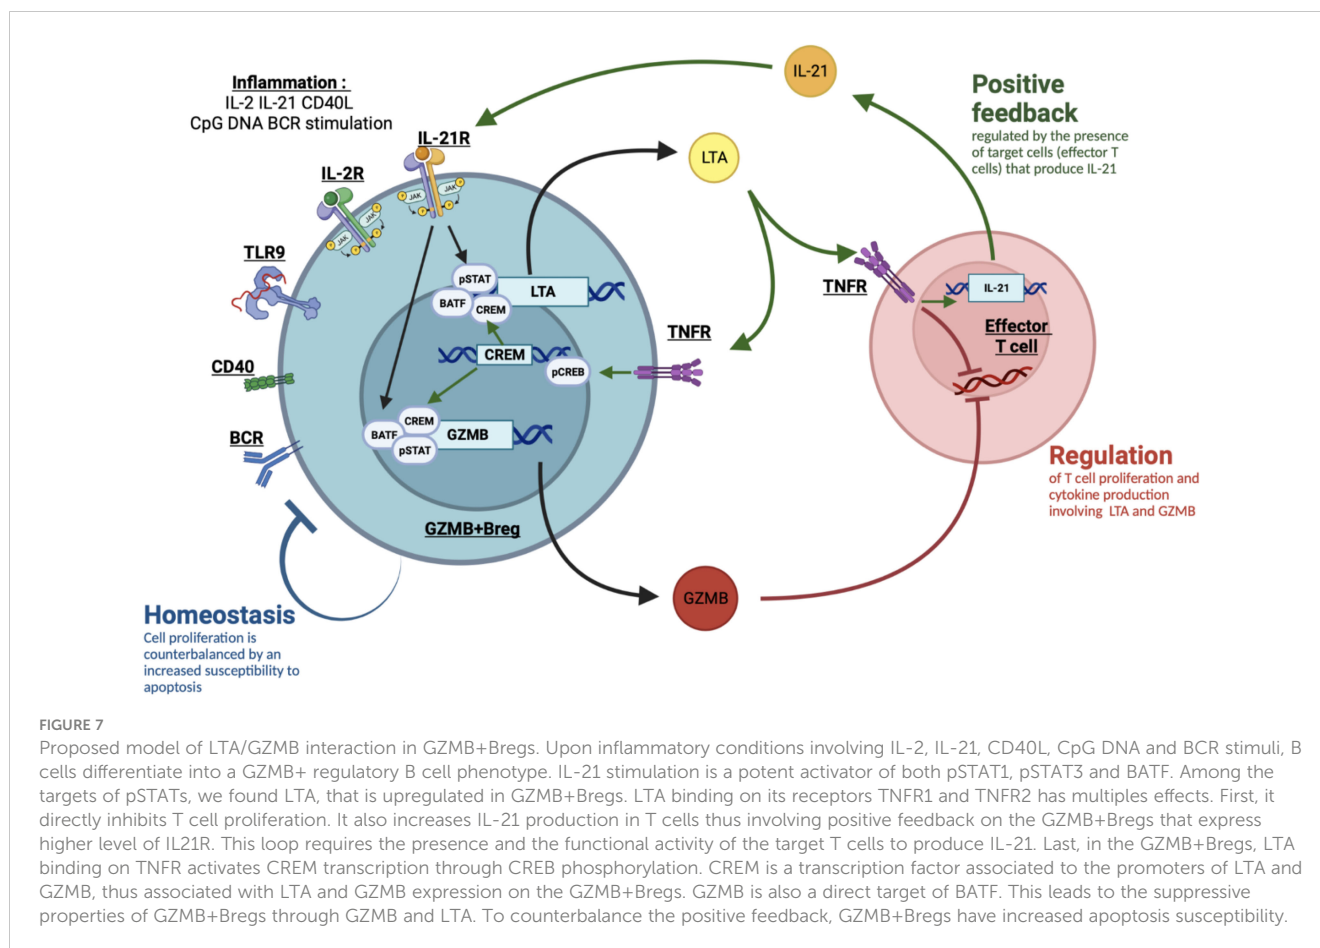 Inflammation :
IL-2 IL-21 CD40L
CpG DNA BCR stimulation
IL-21R
IL-2R
TLR9
CD40
BCR
JAK
JAK
P
P
P
P
JAK
JAK
P
P
P
P
pSTAT
BATF
CREM
LTA
CREM
pCREB
CREM
BATF
pSTAT
GZMB
GZMB+Breg
TNFR
IL-21
LTA
GZMB
Positive
feedback
regulated by the presence
of target cells (effector T
cells) that produce IL-21
TNFR
IL-21
Effector
T cell
Regulation
of T cell proliferation and
cytokine production
involving LTA and GZMB
Homeostasis
Cell proliferation is
counterbalanced by an
increased susceptibility to
apoptosis
FIGURE 7
Proposed model of LTA/GZMB interaction in GZMB+Bregs. Upon inflammatory conditions involving IL-2, IL-21, CD40L, CpG DNA and BCR stimuli, B
cells differentiate into a GZMB+ regulatory B cell phenotype. IL-21 stimulation is a potent activator of both pSTAT1, pSTAT3 and BATF. Among the
targets of pSTATs, we found LTA, that is upregulated in GZMB+Bregs. LTA binding on its receptors TNFR1 and TNFR2 has multiples effects. First, it
directly inhibits T cell proliferation. It also increases IL-21 production in T cells thus involving positive feedback on the GZMB+Bregs that express
higher level of IL21R. This loop requires the presence and the functional activity of the target T cells to produce IL-21. Last, in the GZMB+Bregs, LTA
binding on TNFR activates CREM transcription through CREB phosphorylation. CREM is a transcription factor associated to the promoters of LTA and
GZMB, thus associated with LTA and GZMB expression on the GZMB+Bregs. GZMB is also a direct target of BATF. This leads to the suppressive
properties of GZMB+Bregs through GZMB and LTA. To counterbalance the positive feedback, GZMB+Bregs have increased apoptosis susceptibility.